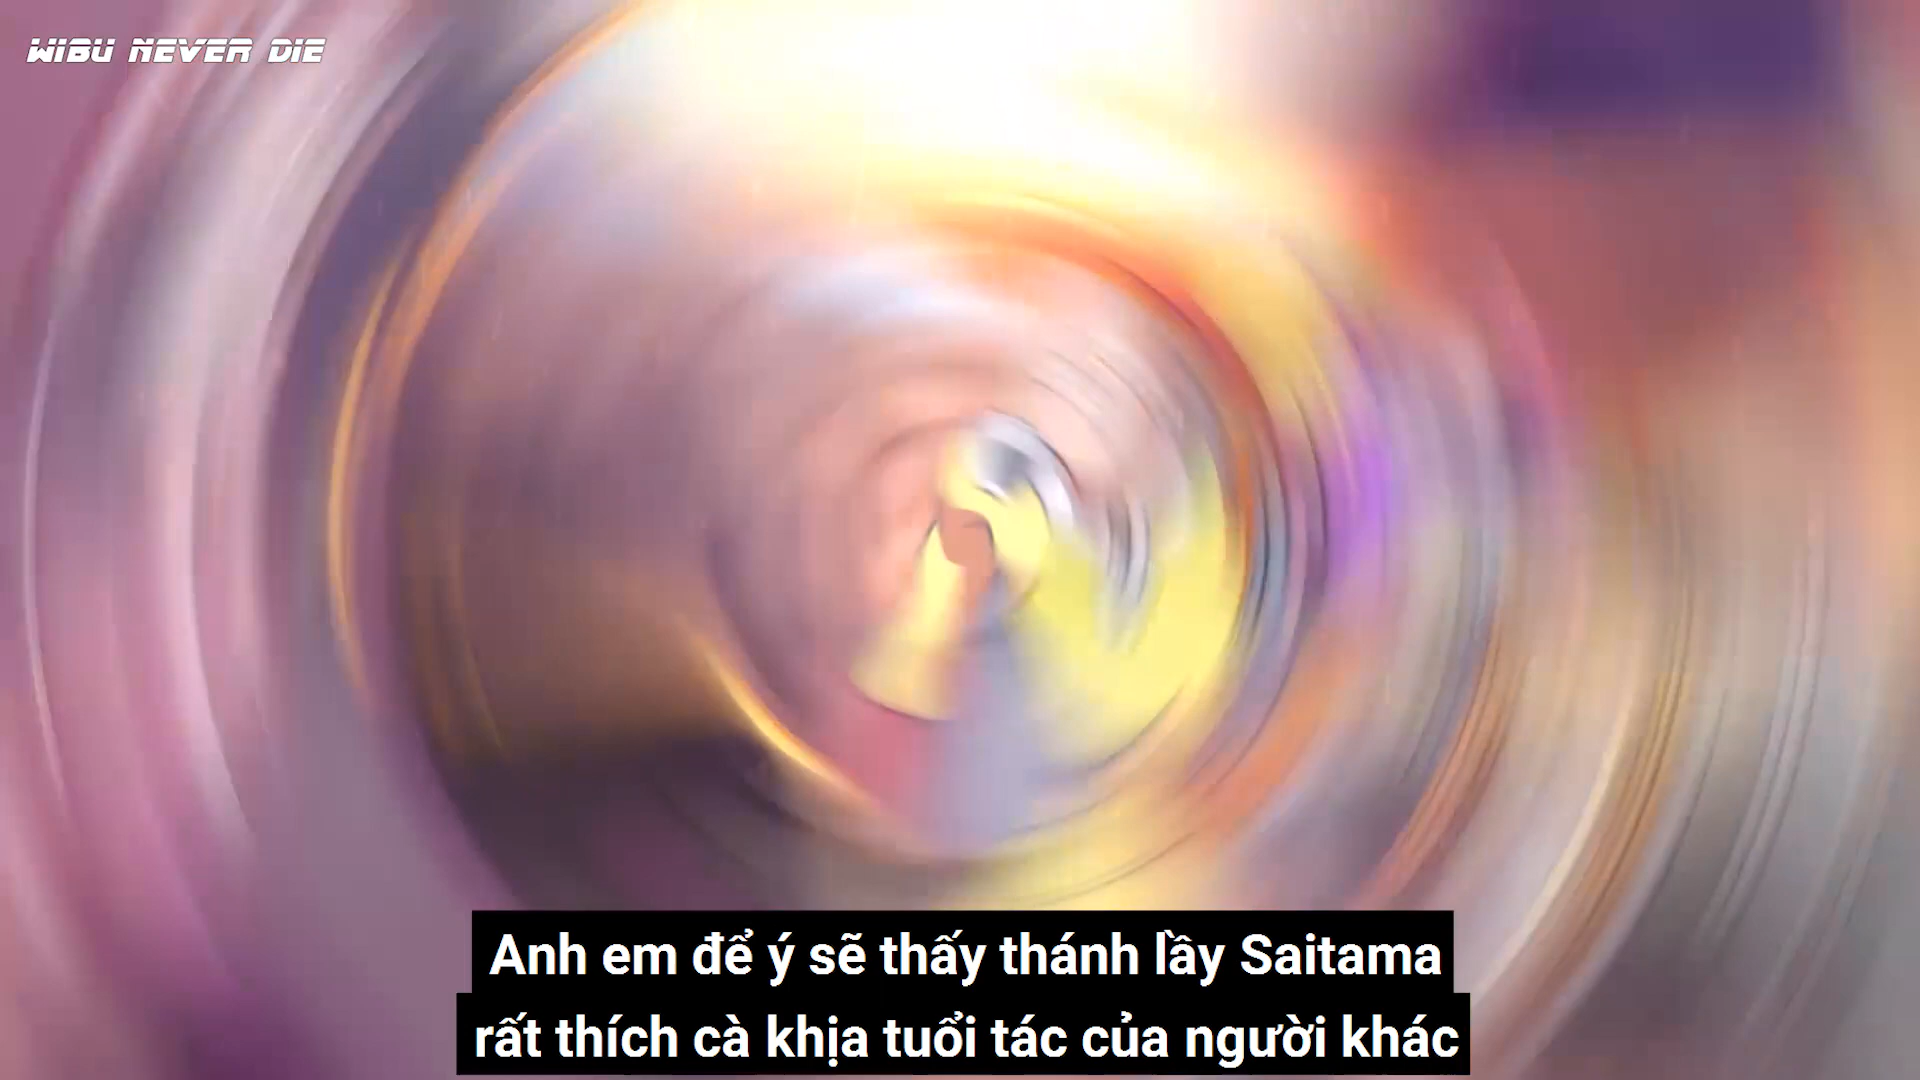 WIBU NEVER DIE
Anh em để ý sẽ thấy thánh lầy Saitama
rất thích cà khịa tuổi tác của người khác